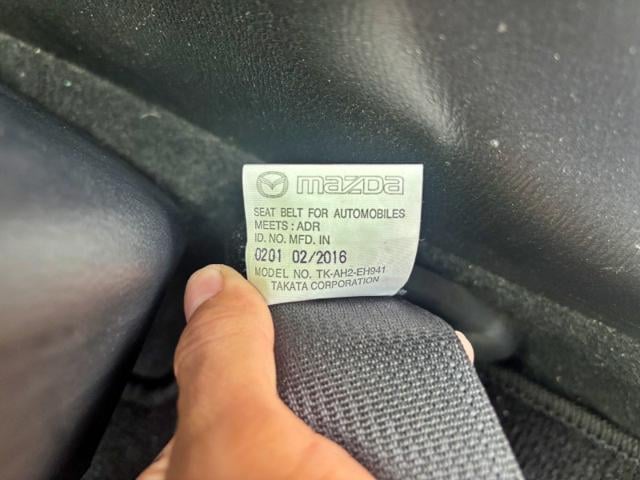 mazda
SEAT BELT FOR AUTOMOBILES
MEETS : ADR
ID. NO. MFD. IN
0201 02/2016
MODEL NO. TK-AH2-EH941
TAKATA CORPORATION